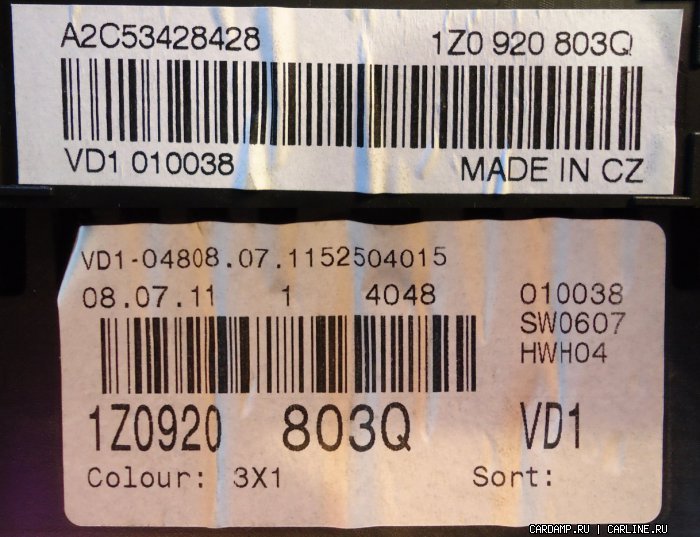 A2C53428428 1Z0 920 803Q
VD1 010038 MADE IN CZ
VD1-04808.07.1152504015
08.07.11 1 4048 010038
SW0607
HWH04
1Z0920 803Q VD1
Colour: 3X1 Sort:
CARDAMP.RU | CARLINE.RU